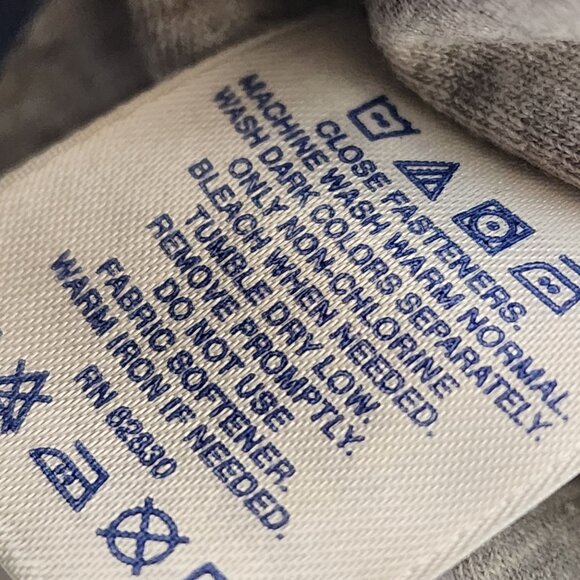 CLOSE FASTENERS.
MACHINE WASH WARM NORMAL.
WASH DARK COLORS SEPARATELY.
ONLY NON-CHLORINE
BLEACH WHEN NEEDED.
TUMBLE DRY LOW.
REMOVE PROMPTLY.
DO NOT USE
FABRIC SOFTENER.
WARM IRON IF NEEDED.
RN 82830